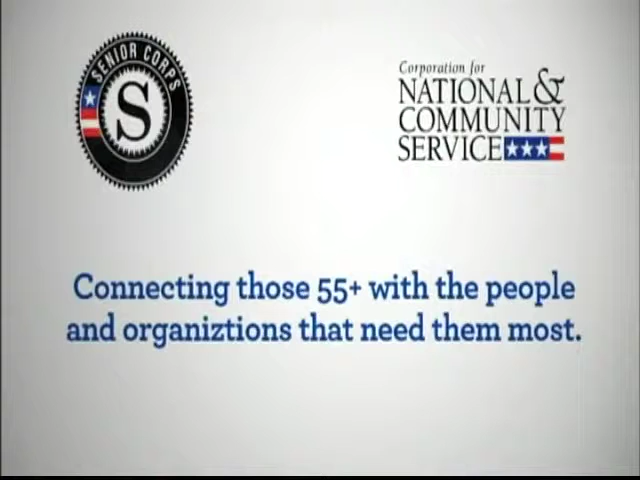 SENIOR CORPS
S
Corporation for
NATIONAL &
COMMUNITY
SERVICE
Connecting those 55+ with the people
and organiztions that need them most.